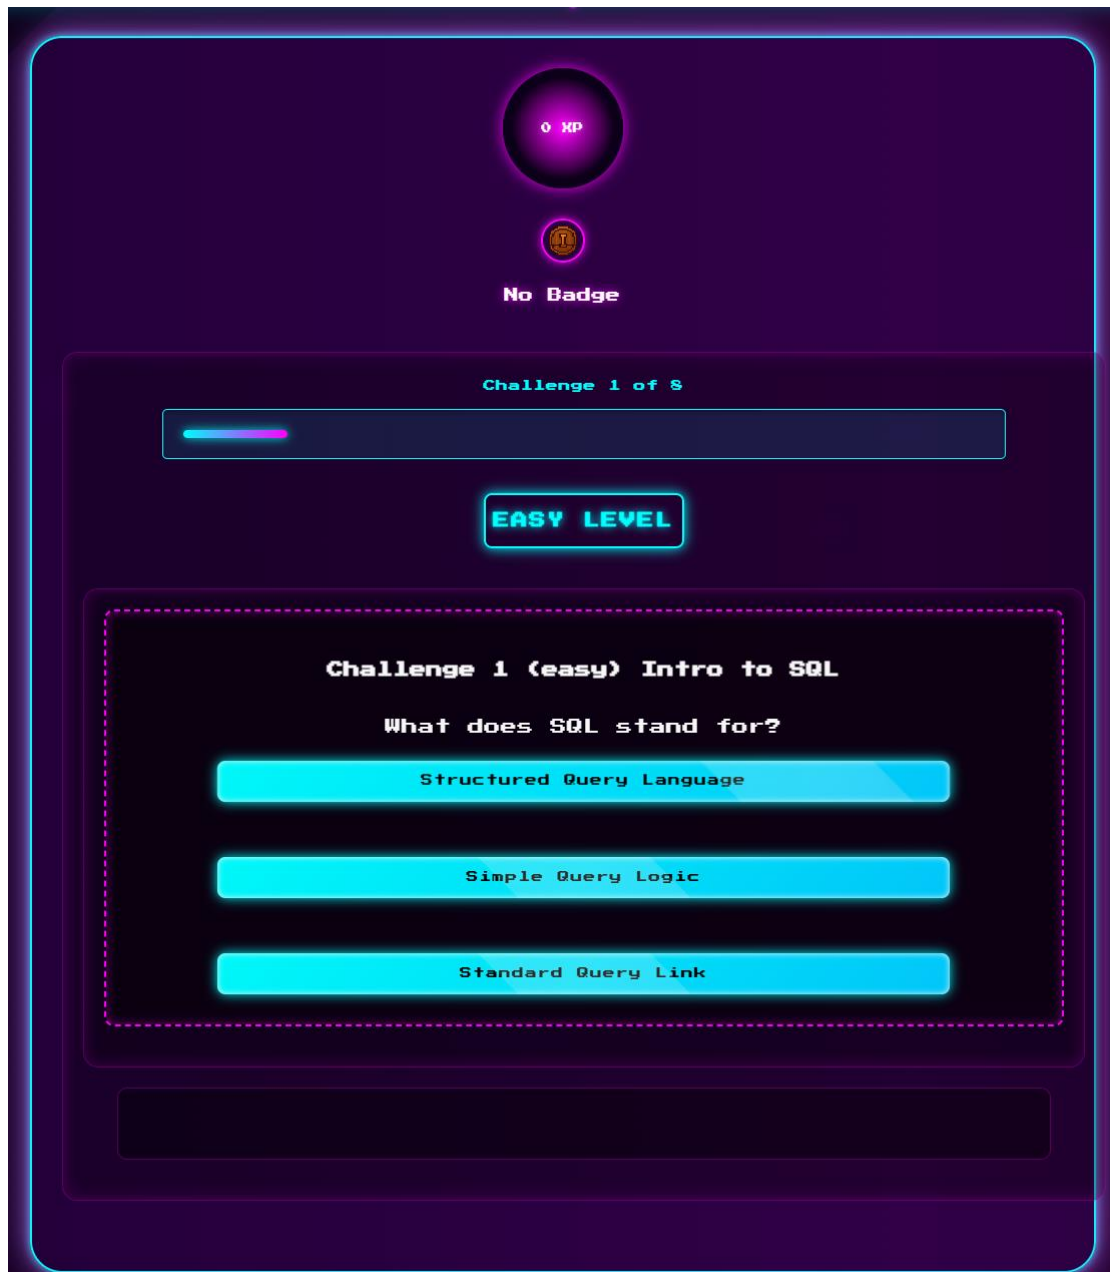 0 XP
I
No Badge
Challenge 1 of 8
EASY LEVEL
Challenge 1 (easy) Intro to SQL
What does SQL stand for?
Structured Query Language
Simple Query Logic
Standard Query Link